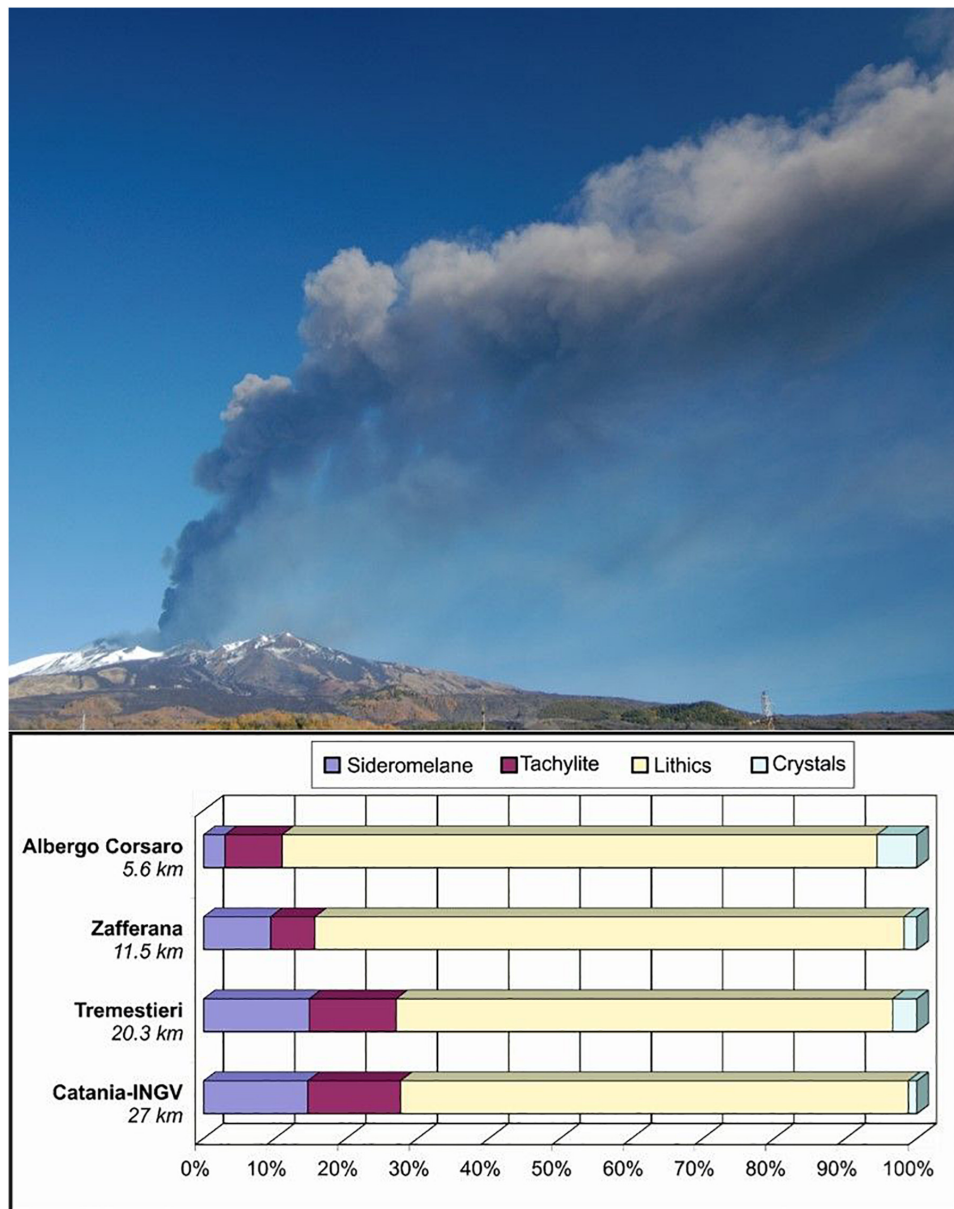 Sideromelane Tachylite Lithics Crystals
Albergo Corsaro
5.6 km
Zafferana
11.5 km
Tremestieri
20.3 km
Catania-INGV
27 km
0% 10% 20% 30% 40% 50% 60% 70% 80% 90% 100%